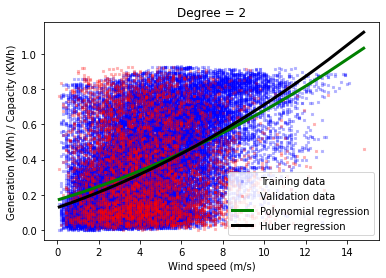 Degree = 2
Generation (KWh) / Capacity (KWh)
1.0
0.8
0.6
0.4
0.2
0.0
Training data
Validation data
Polynomial regression
Huber regression
0
2
4
6
8
10
12
14
Wind speed (m/s)